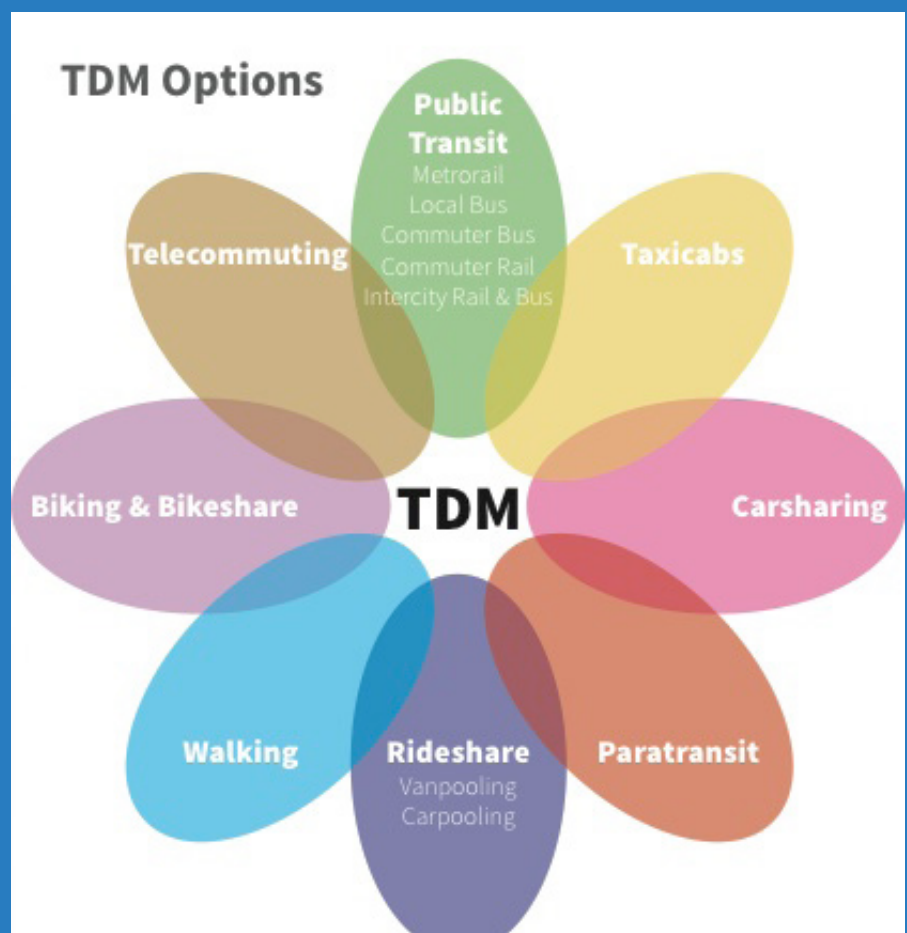 TDM Options
Public
Transit
Metrorail
Local Bus
Commuter Bus
Commuter Rail
Intercity Rail & Bus
Telecommuting
Taxicabs
Biking & Bikeshare
TDM
Carsharing
Walking
Rideshare
Vanpooling
Carpooling
Paratransit